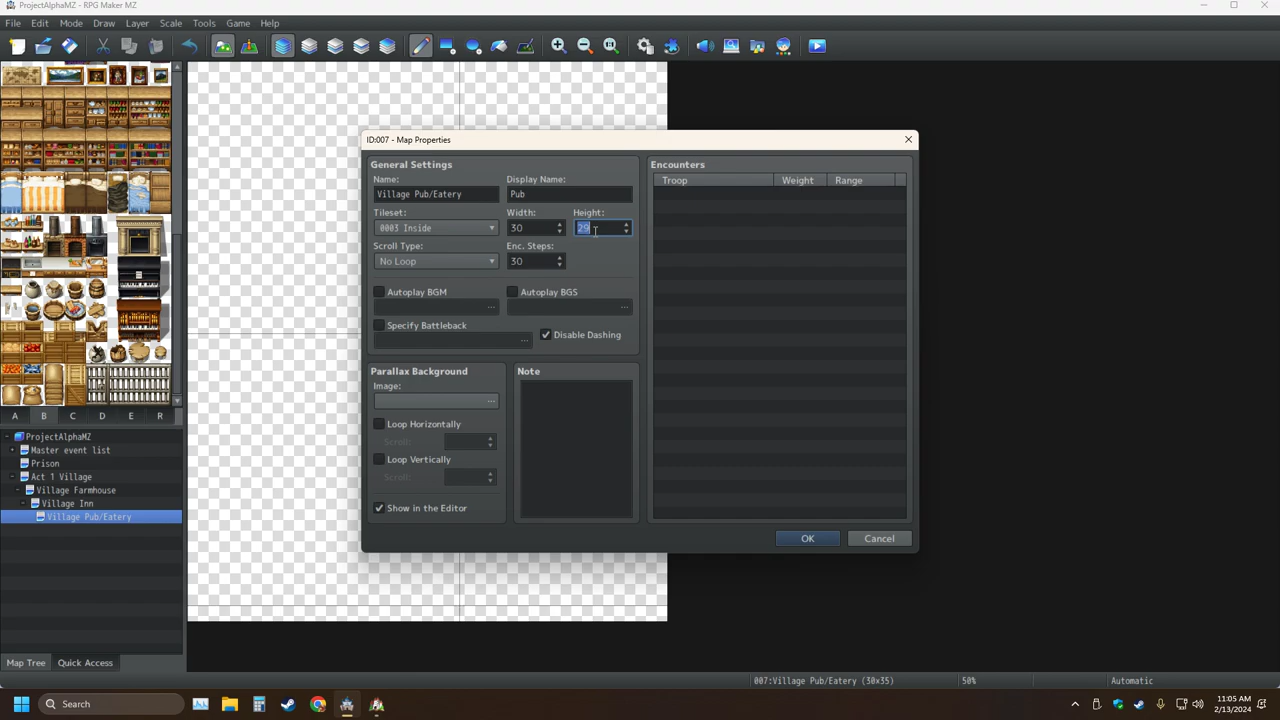 ProjectAlphaMZ - RPG Maker MZ
File Edit Mode Draw Layer Scale Tools Game Help
ID:007 - Map Properties
General Settings
Name:
Display Name:
Village Pub/Eatery
Pub
Tileset:
Width:
Height:
0003 Inside
30
29
Scroll Type:
Enc. Steps:
No Loop
30
Autoplay BGM
Autoplay BGS
Specify Battleback
Disable Dashing
Parallax Background
Image:
Loop Horizontally
Scroll:
Loop Vertically
Scroll:
Show in the Editor
Note
Encounters
Troop Weight Range
OK Cancel
A B C D E R
ProjectAlphaMZ
Master event list
Prison
Act 1 Village
Village Farmhouse
Village Inn
Village Pub/Eatery
Map Tree Quick Access
007:Village Pub/Eatery (30x35) 50% Automatic
Search
11:05 AM
2/13/2024